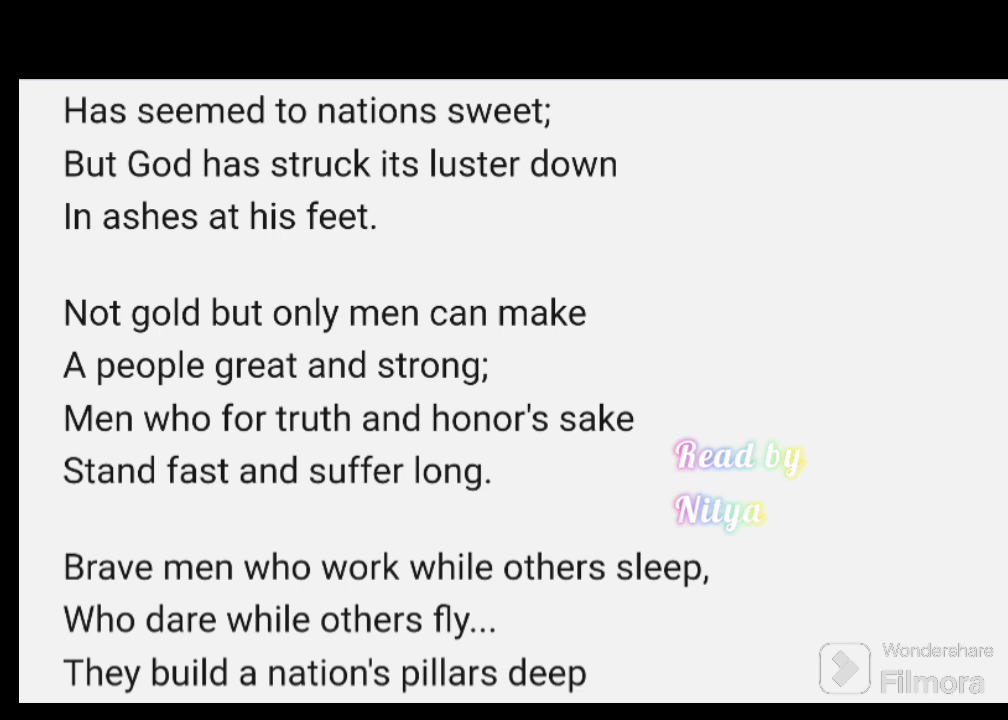 Has seemed to nations sweet;
But God has struck its luster down
In ashes at his feet.
Not gold but only men can make
A people great and strong;
Men who for truth and honor's sake
Stand fast and suffer long.
Read by
Nitya
Brave men who work while others sleep,
Who dare while others fly...
They build a nation's pillars deep
Wondershare
Filmora